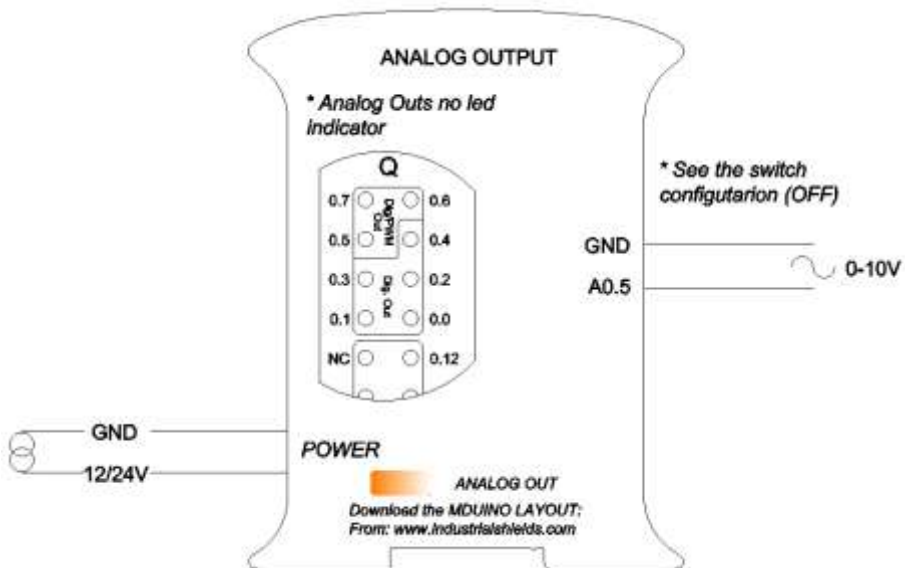 ANALOG OUTPUT
* Analog Outs no led
indicator
Q
0.7
0.6
Dig/PWM
Out
0.5
0.4
0.3
0.2
Dig. Out
0.1
0.0
NC
0.12
* See the switch
configutarion (OFF)
GND
0-10V
A0.5
GND
12/24V
POWER
ANALOG OUT
Download the MDUINO LAYOUT:
From: www.industrialshields.com